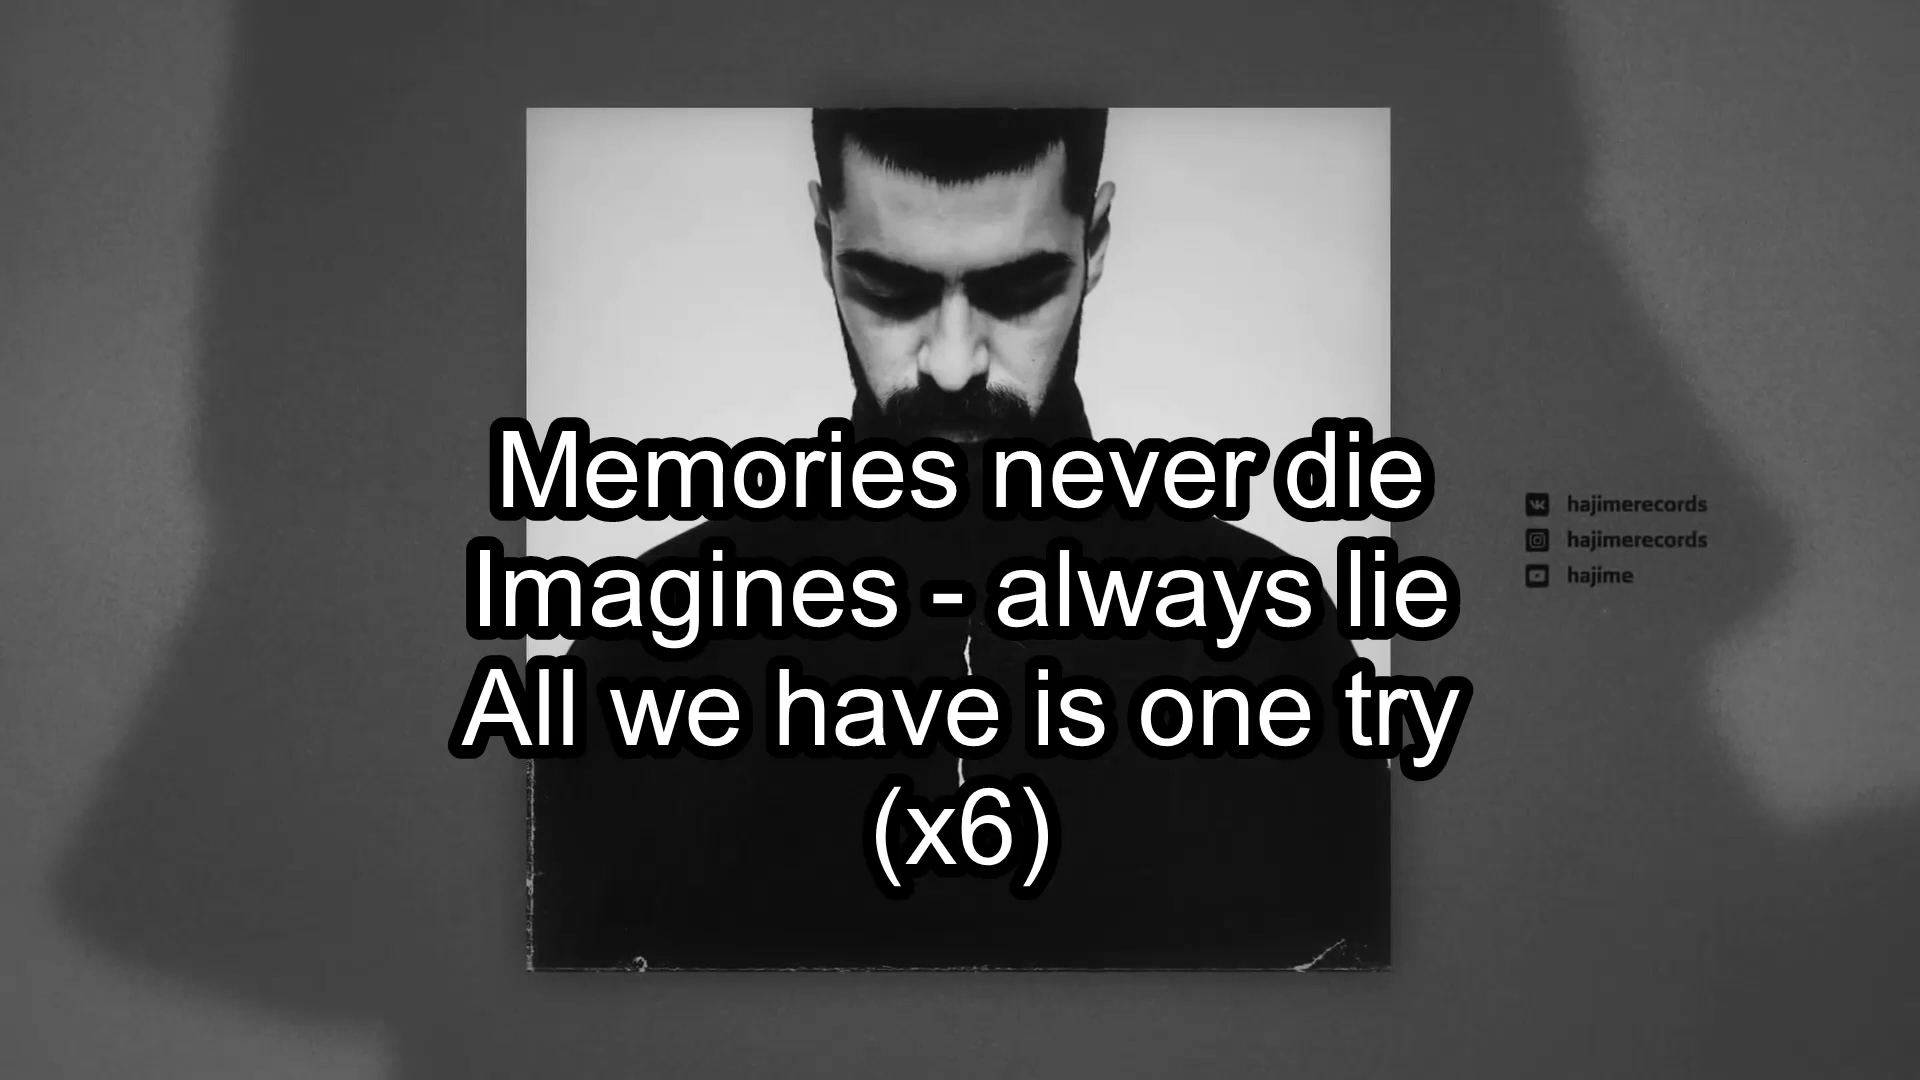 Memories never die
Imagines - always lie
All we have is one try
(x6)
hajimerecords
hajimerecords
hajime